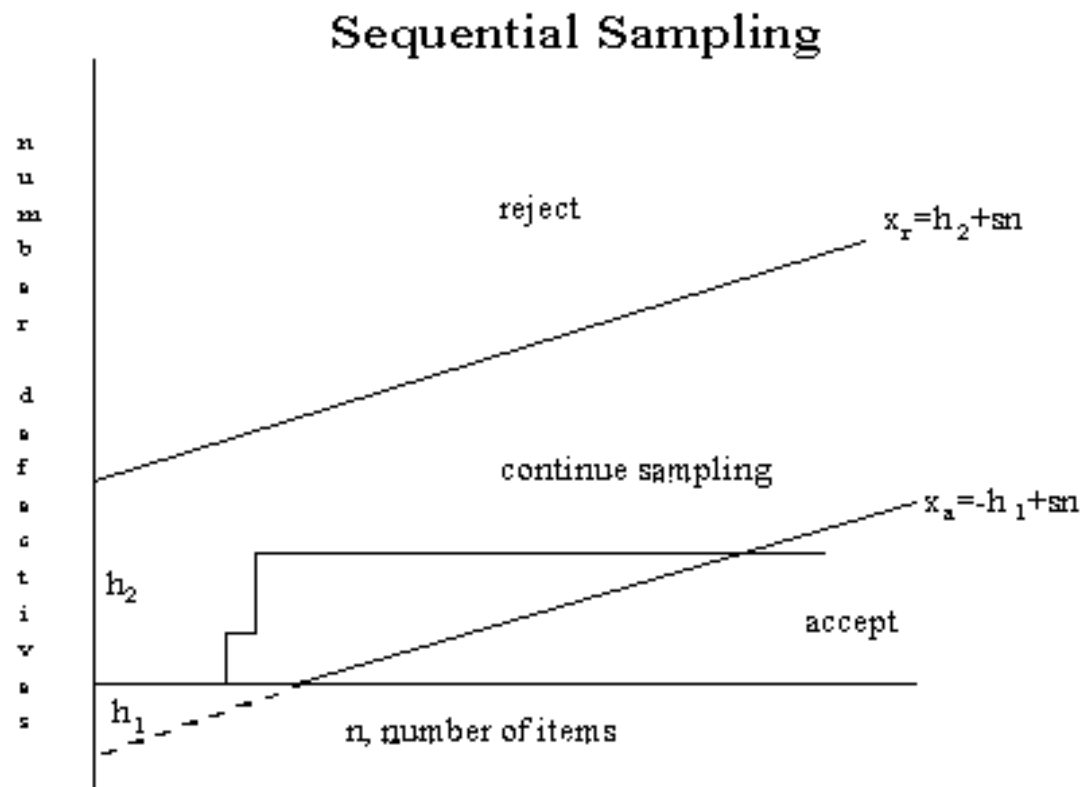 Sequential Sampling
number defectives
reject
x_r=h_2+sn
continue sampling
x_a=-h_1+sn
h_2
accept
h_1
n, number of items